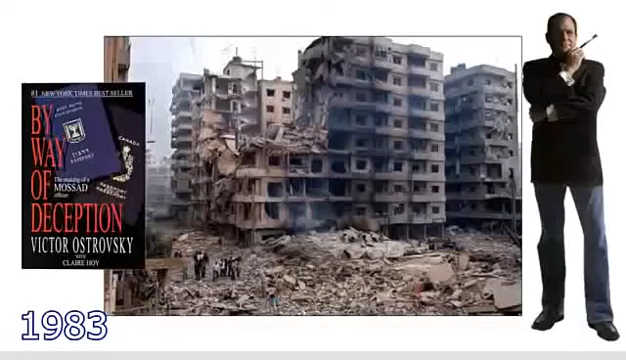 #1 NEW YORK TIMES BEST SELLER
BY
WAY
OF
DECEPTION
The making of a
MOSSAD
officer
VICTOR OSTROVSKY
WITH
CLAIRE HOY
CANADA
PASSPORT
1983